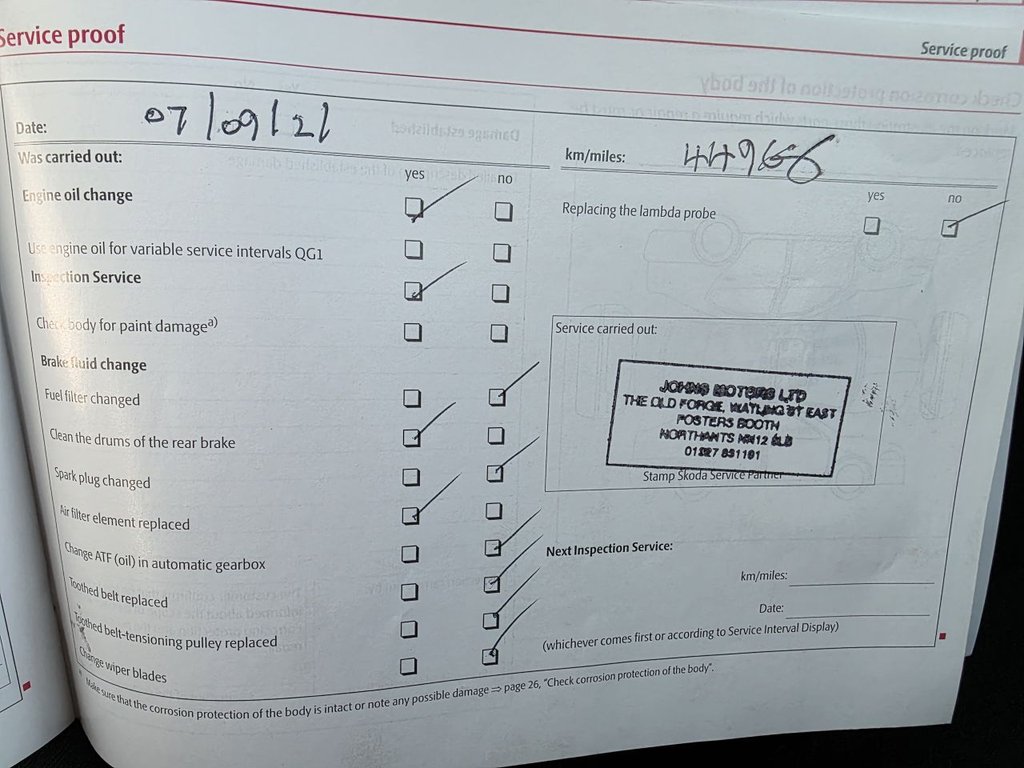 Service proof
Service proof
Date: 07/09/21
Was carried out:
yes no
Engine oil change
Use engine oil for variable service intervals QG1
Inspection Service
Check body for paint damage a)
Brake fluid change
Fuel filter changed
Clean the drums of the rear brake
Spark plug changed
Air filter element replaced
Change ATF (oil) in automatic gearbox
Toothed belt replaced
Toothed belt-tensioning pulley replaced
Change wiper blades
Make sure that the corrosion protection of the body is intact or note any possible damage ⇒ page 26, "Check corrosion protection of the body".
km/miles: 44966
yes no
Replacing the lambda probe
Service carried out:
JOHNS MOTORS LTD
THE OLD FORGE, WATLING ST EAST
FOSTERS BOOTH
NORTHANTS NN12 8LB
01327 831191
Stamp Skoda Service Partner
Next Inspection Service:
km/miles:
Date:
(whichever comes first or according to Service Interval Display)